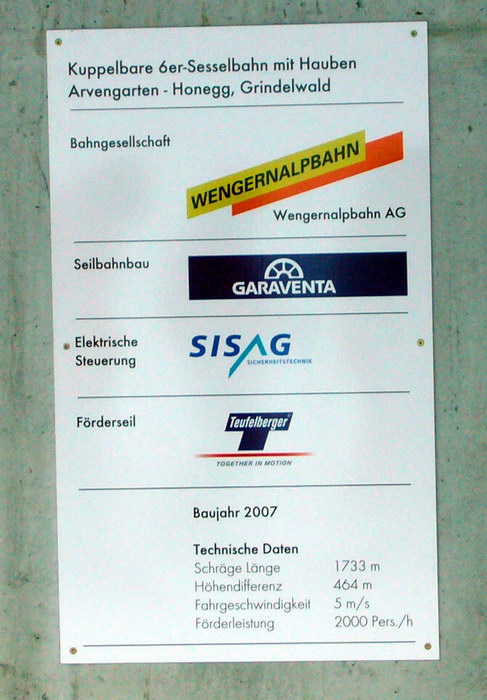 Kuppelbare 6er-Sesselbahn mit Hauben
Arvengarten - Honegg, Grindelwald
Bahngesellschaft
WENGERNALPBAHN
Wengernalpbahn AG
Seilbahnbau
GARAVENTA
Elektrische
Steuerung
SISAG
SICHERHEITSTECHNIK
Förderseil
Teufelberger®
T
TOGETHER IN MOTION
Baujahr 2007
Technische Daten
Schräge Länge 1733 m
Höhendifferenz 464 m
Fahrgeschwindigkeit 5 m/s
Förderleistung 2000 Pers./h